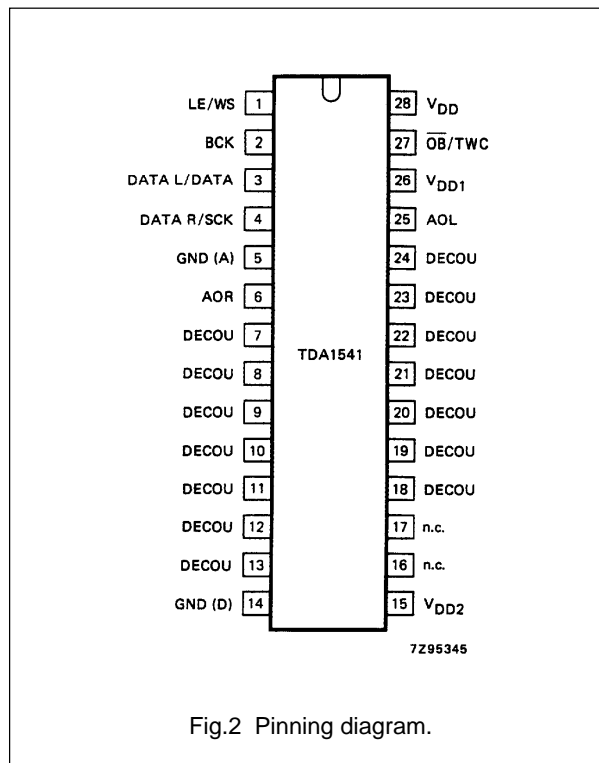 LE/WS 1 28 VDD
BCK 2 27 OB/TWC
DATA L/DATA 3 26 VDD1
DATA R/SCK 4 25 AOL
GND (A) 5 24 DECOU
AOR 6 23 DECOU
DECOU 7 22 DECOU
TDA1541
DECOU 8 21 DECOU
DECOU 9 20 DECOU
DECOU 10 19 DECOU
DECOU 11 18 DECOU
DECOU 12 17 n.c.
DECOU 13 16 n.c.
GND (D) 14 15 VDD2
7Z95345
Fig.2 Pinning diagram.